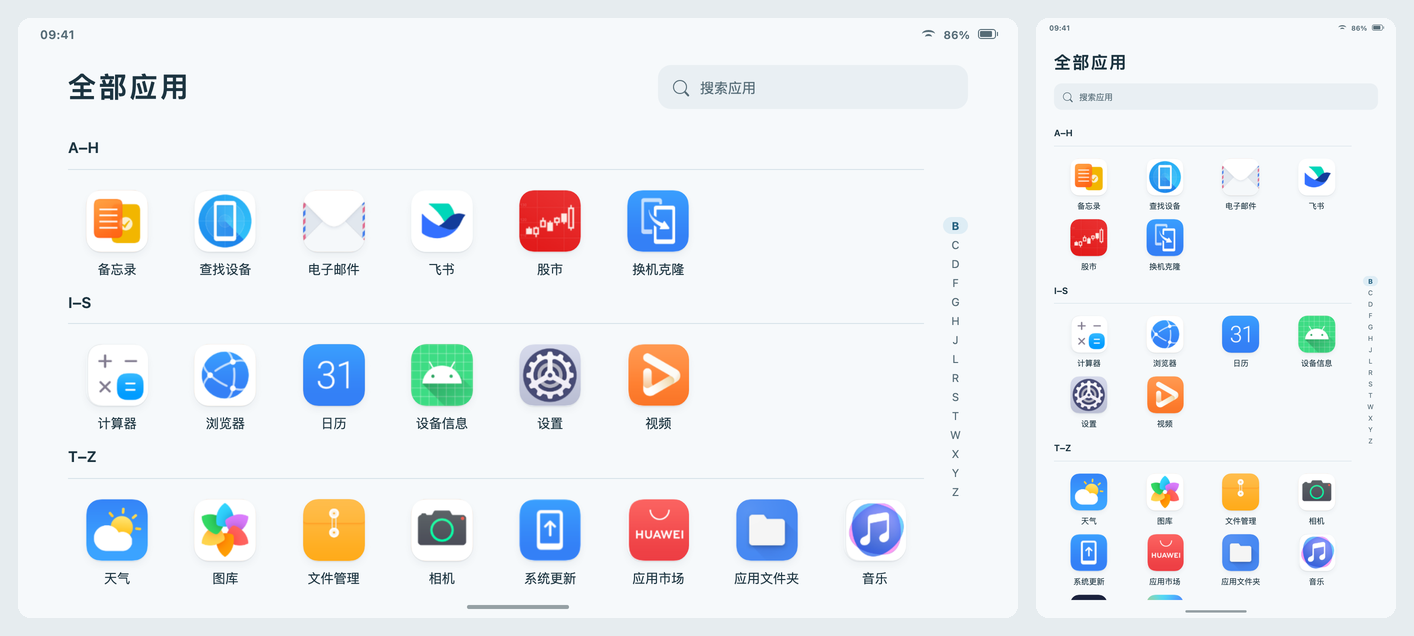 09:41
86%
全部应用
搜索应用
A–H
备忘录 查找设备 电子邮件 飞书 股市 换机克隆
I–S
31
计算器 浏览器 日历 设备信息 设置 视频
T–Z
HUAWEI
天气 图库 文件管理 相机 系统更新 应用市场 应用文件夹 音乐
B
C
D
F
G
H
J
L
R
S
T
W
X
Y
Z
09:41
86%
全部应用
搜索应用
A–H
备忘录 查找设备 电子邮件 飞书
股市 换机克隆
I–S
31
计算器 浏览器 日历 设备信息
设置 视频
T–Z
天气 图库 文件管理 相机
HUAWEI
系统更新 应用市场 应用文件夹 音乐
B
C
D
F
G
H
J
L
R
S
T
W
X
Y
Z